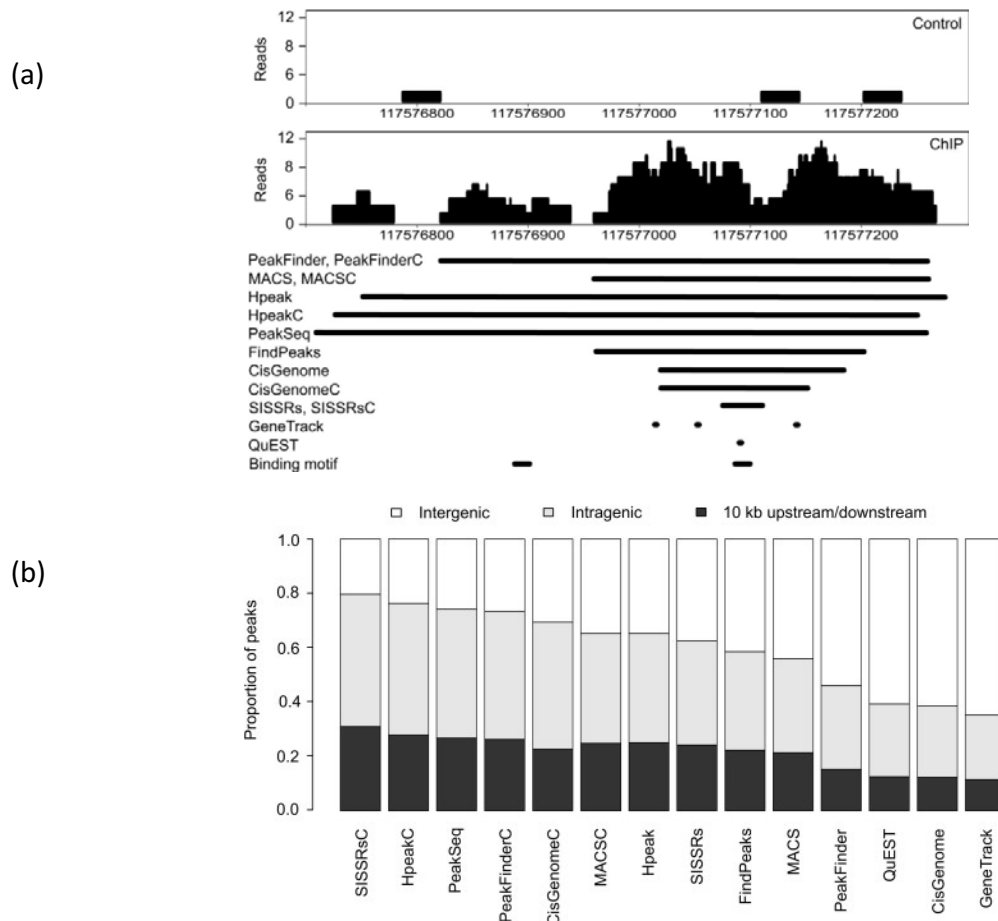 (a)
12
8
6
0
Reads
Control
117576800 117576900 117577000 117577100 117577200
12
8
6
0
Reads
ChIP
117576800 117576900 117577000 117577100 117577200
PeakFinder, PeakFinderC
MACS, MACSC
Hpeak
HpeakC
PeakSeq
FindPeaks
CisGenome
CisGenomeC
SISSRs, SISSRsC
GeneTrack
QuEST
Binding motif
(b)
Intergenic Intragenic 10 kb upstream/downstream
Proportion of peaks
1.0
0.8
0.6
0.4
0.2
0.0
SISSRsC
HpeakC
PeakSeq
PeakFinderC
CisGenomeC
MACSC
Hpeak
SISSRs
FindPeaks
MACS
PeakFinder
QuEST
CisGenome
GeneTrack